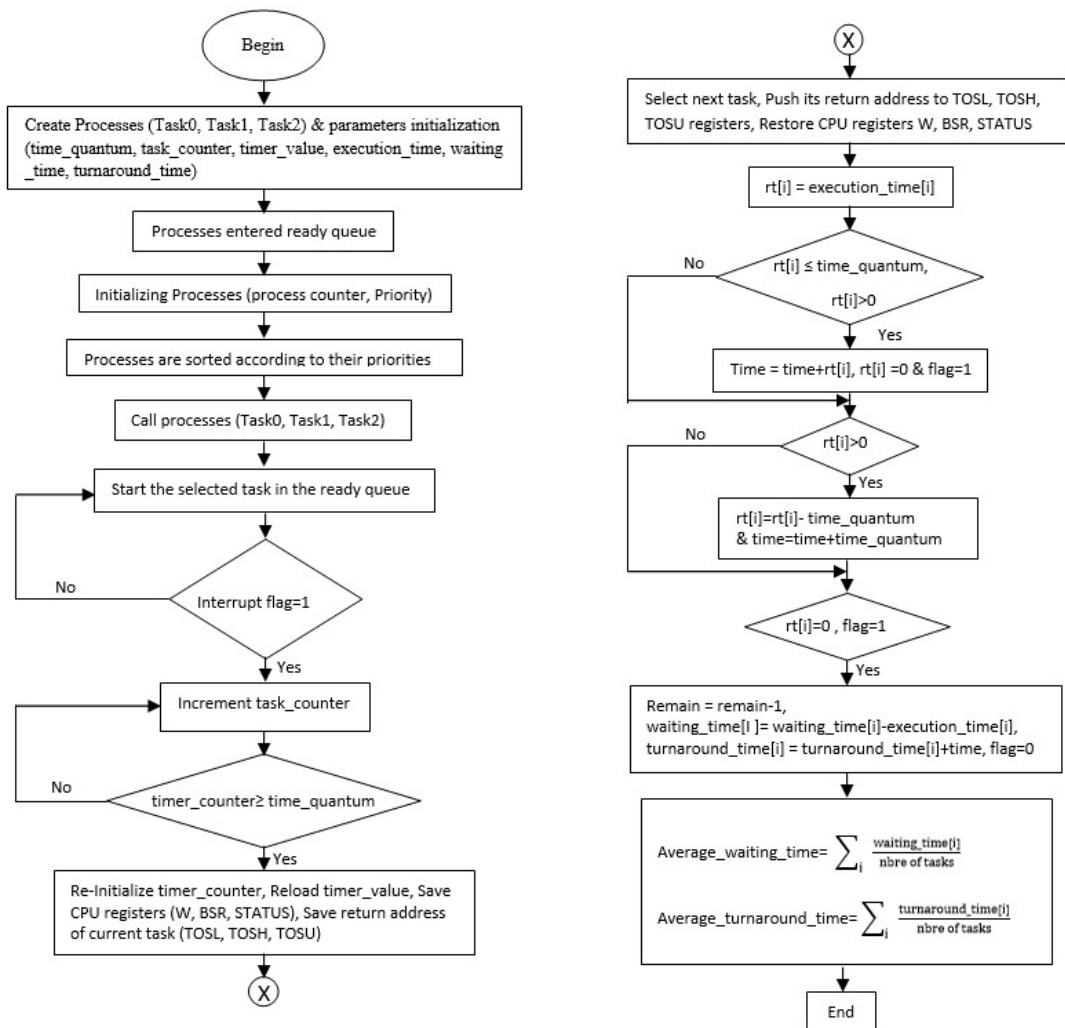 Begin
Create Processes (Task0, Task1, Task2) & parameters initialization
(time_quantum, task_counter, timer_value, execution_time, waiting
_time, turnaround_time)
Processes entered ready queue
Initializing Processes (process counter, Priority)
Processes are sorted according to their priorities
Call processes (Task0, Task1, Task2)
Start the selected task in the ready queue
No
Interrupt flag=1
Yes
Increment task_counter
No
timer_counter≥ time_quantum
Yes
Re-Initialize timer_counter, Reload timer_value, Save
CPU registers (W, BSR, STATUS), Save return address
of current task (TOSL, TOSH, TOSU)
X
X
Select next task, Push its return address to TOSL, TOSH,
TOSU registers, Restore CPU registers W, BSR, STATUS
rt[i] = execution_time[i]
No
rt[i] ≤ time_quantum,
rt[i]>0
Yes
Time = time+rt[i], rt[i] =0 & flag=1
No
rt[i]>0
Yes
rt[i]=rt[i]- time_quantum
& time=time+time_quantum
rt[i]=0 , flag=1
Yes
Remain = remain-1,
waiting_time[I ]= waiting_time[i]-execution_time[i],
turnaround_time[i] = turnaround_time[i]+time, flag=0
Average_waiting_time= ∑i waiting_time[i]/nbre of tasks
Average_turnaround_time= ∑i turnaround_time[i]/nbre of tasks
End